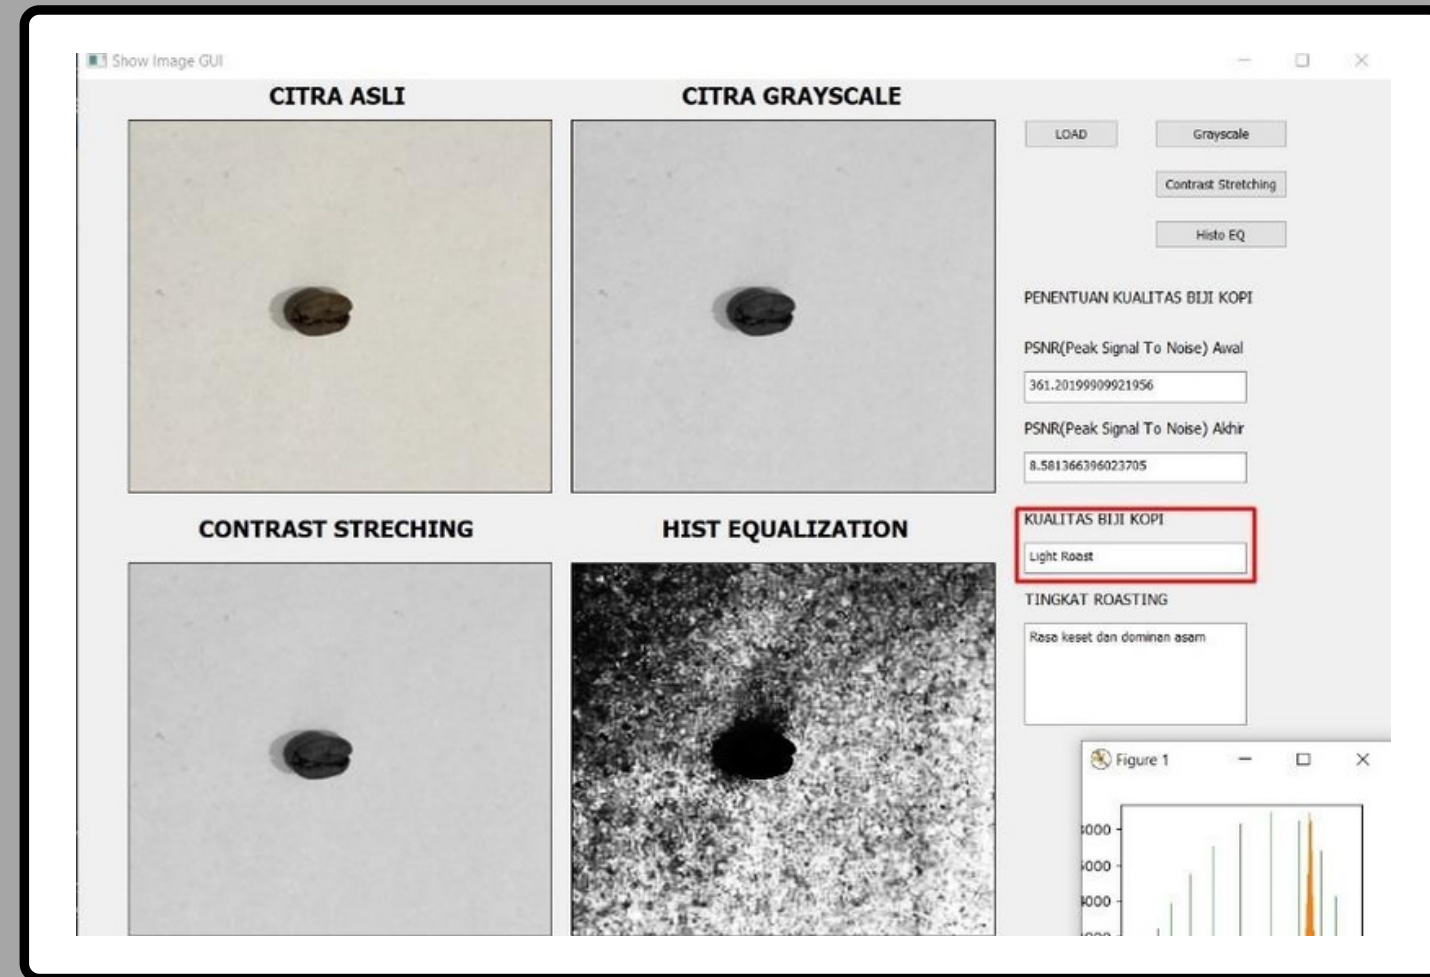 Show Image GUI
CITRA ASLI
CITRA GRAYSCALE
LOAD
Grayscale
Contrast Stretching
Histo EQ
PENENTUAN KUALITAS BIJI KOPI
PSNR(Peak Signal To Noise) Awal
361.20199909921956
PSNR(Peak Signal To Noise) Akhir
8.581366396023705
CONTRAST STRECHING
HIST EQUALIZATION
KUALITAS BIJI KOPI
Light Roast
TINGKAT ROASTING
Rasa keset dan dominan asam
Figure 1